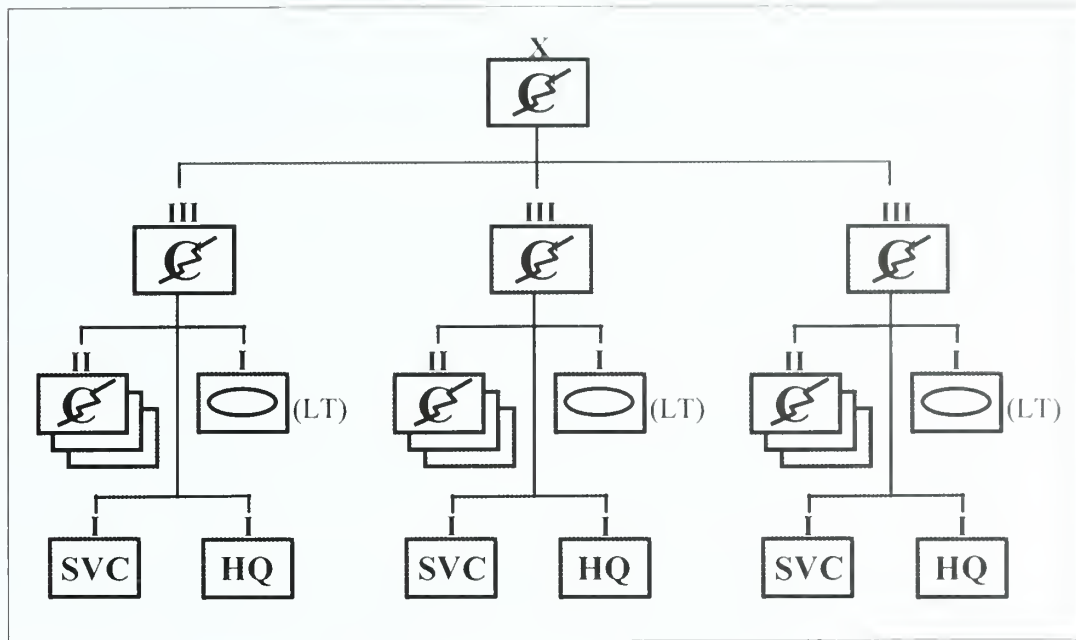 X
C
III III III
C C C
II I II I II I
C (LT) C (LT) C (LT)
I I I I I I
SVC HQ SVC HQ SVC HQ